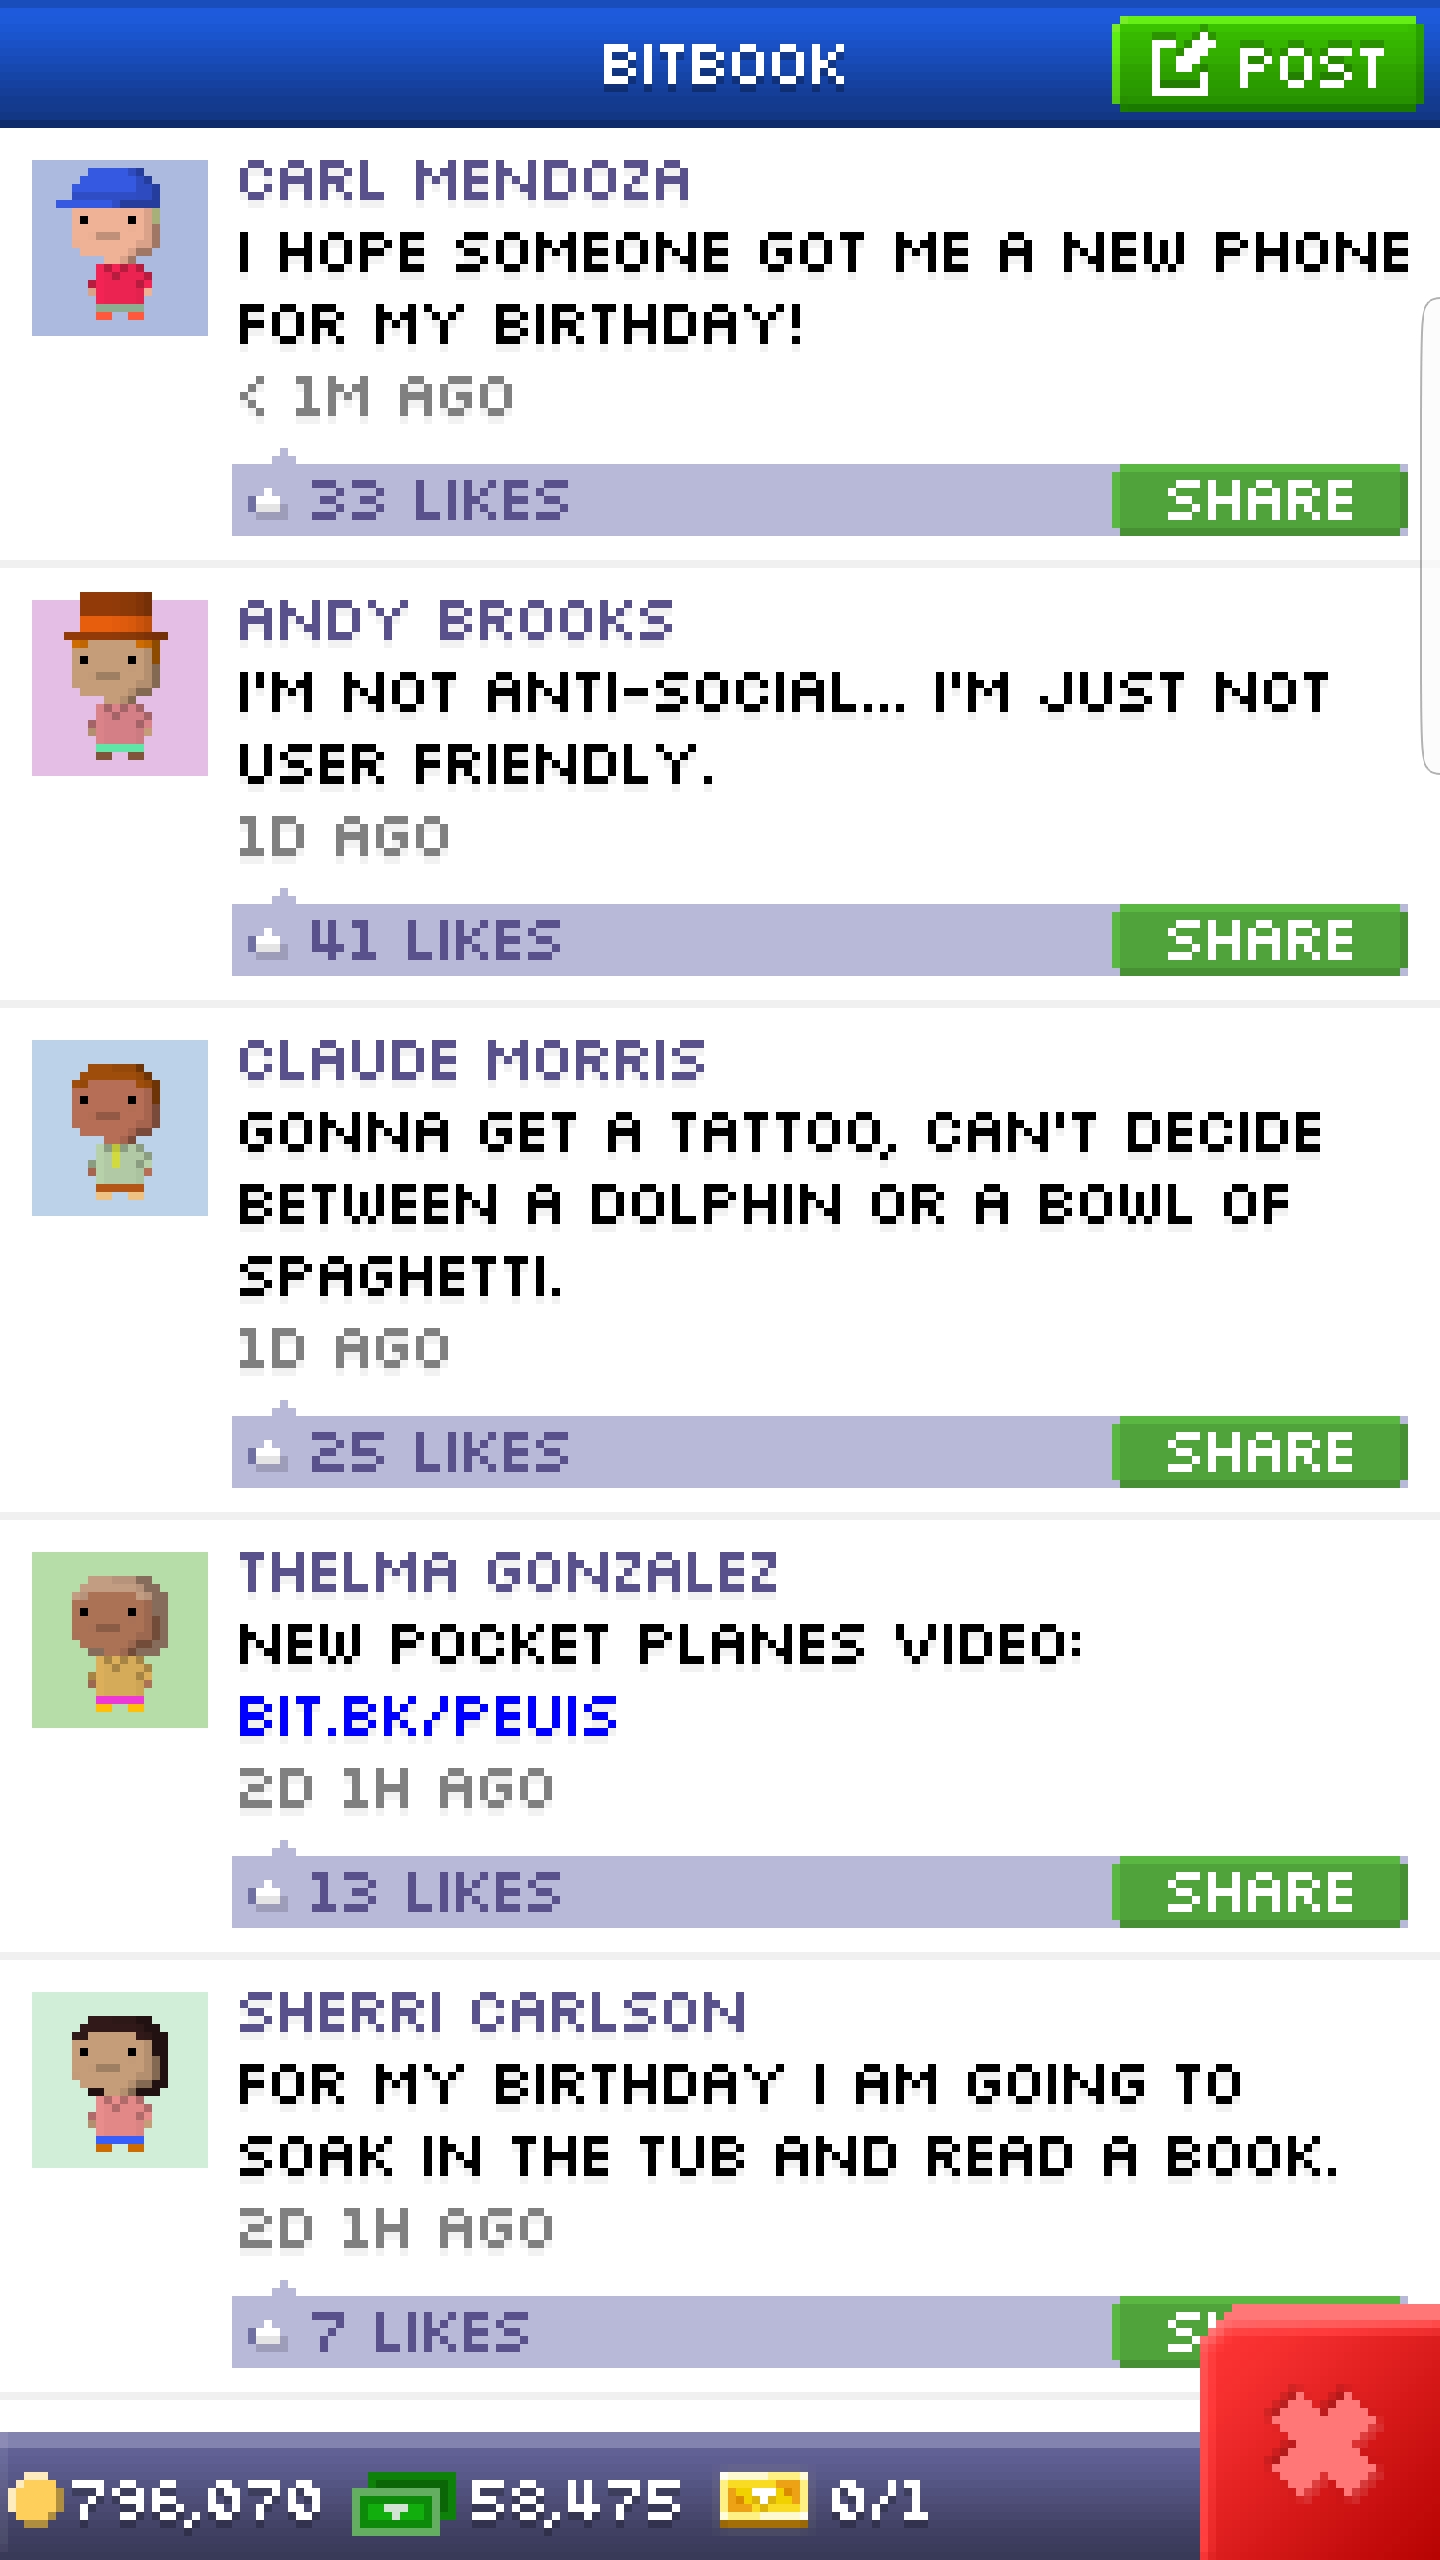 BITBOOK
POST
CARL MENDOZA
I HOPE SOMEONE GOT ME A NEW PHONE
FOR MY BIRTHDAY!
< 1M AGO
33 LIKES
SHARE
ANDY BROOKS
I'M NOT ANTI-SOCIAL... I'M JUST NOT
USER FRIENDLY.
1D AGO
41 LIKES
SHARE
CLAUDE MORRIS
GONNA GET A TATTOO, CAN'T DECIDE
BETWEEN A DOLPHIN OR A BOWL OF
SPAGHETTI.
1D AGO
25 LIKES
SHARE
THELMA GONZALEZ
NEW POCKET PLANES VIDEO:
BIT.BK/PEUIS
2D 1H AGO
13 LIKES
SHARE
SHERRI CARLSON
FOR MY BIRTHDAY I AM GOING TO
SOAK IN THE TUB AND READ A BOOK.
2D 1H AGO
7 LIKES
796,070 58,475 0/1